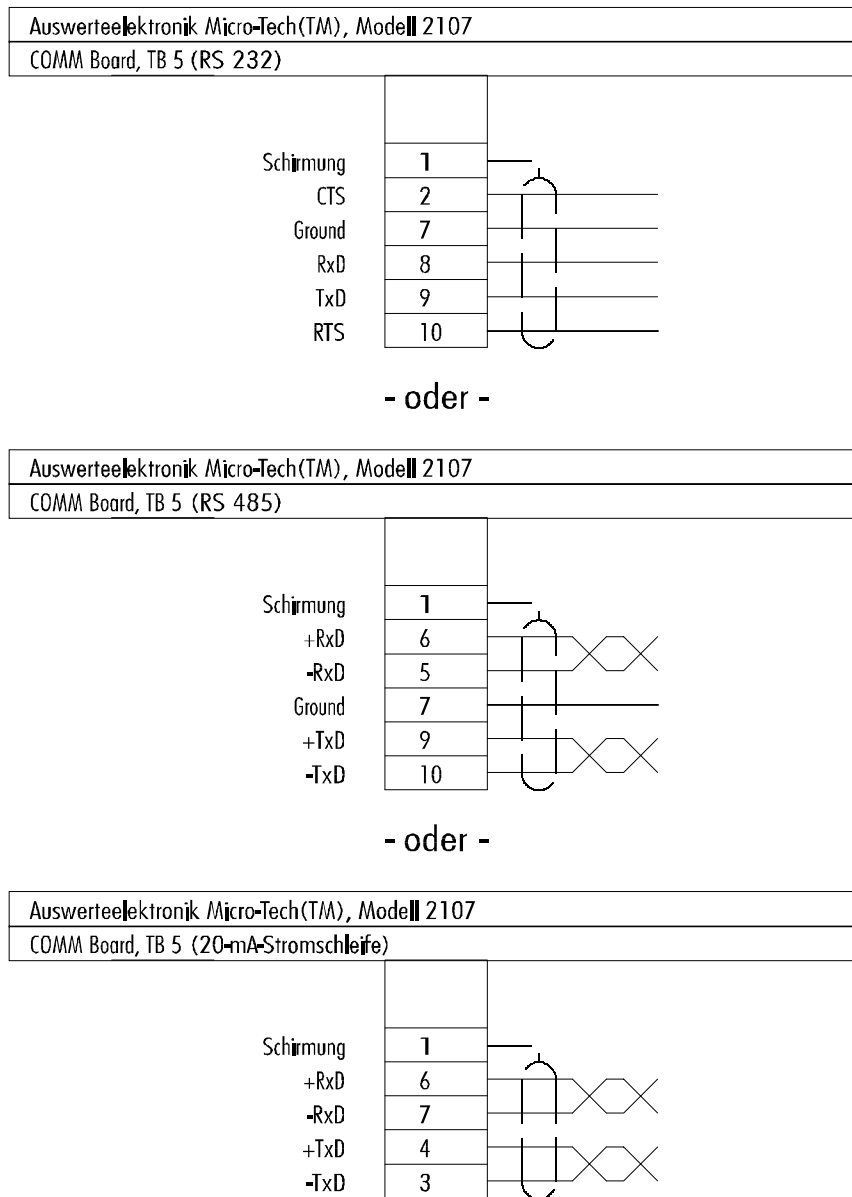 Auswerteelektronik Micro-Tech(TM), Modell 2107
COMM Board, TB 5 (RS 232)
Schirmung 1
CTS 2
Ground 7
RxD 8
TxD 9
RTS 10
- oder -
Auswerteelektronik Micro-Tech(TM), Modell 2107
COMM Board, TB 5 (RS 485)
Schirmung 1
+RxD 6
-RxD 5
Ground 7
+TxD 9
-TxD 10
- oder -
Auswerteelektronik Micro-Tech(TM), Modell 2107
COMM Board, TB 5 (20-mA-Stromschleife)
Schirmung 1
+RxD 6
-RxD 7
+TxD 4
-TxD 3